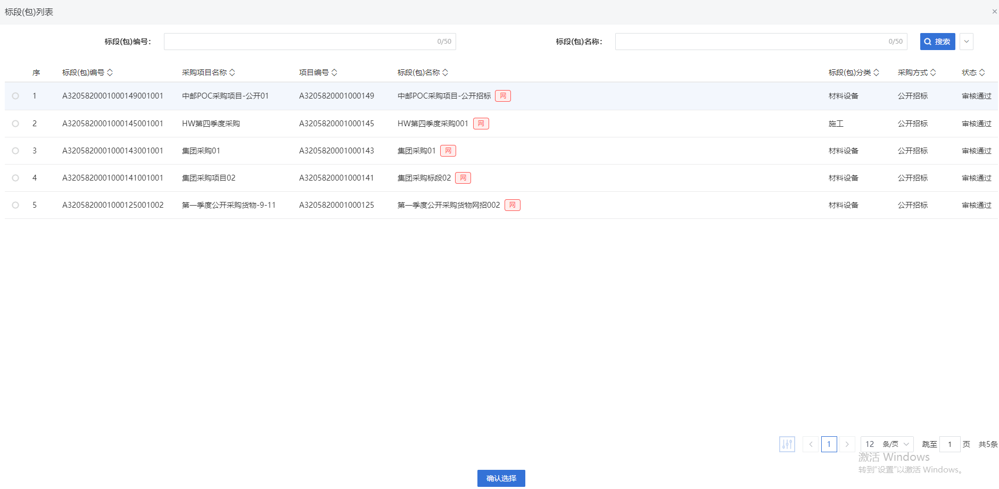 标段(包)列表
×
标段(包)编号： 0/50 标段(包)名称： 0/50 搜索
序 标段(包)编号 采购项目名称 项目编号 标段(包)名称 标段(包)分类 采购方式 状态
1 A3205820001000149001001 中邮POC采购项目-公开01 A3205820001000149 中邮POC采购项目-公开招标 网 材料设备 公开招标 审核通过
2 A3205820001000145001001 HW第四季度采购 A3205820001000145 HW第四季度采购001 网 施工 公开招标 审核通过
3 A3205820001000143001001 集团采购01 A3205820001000143 集团采购01 网 材料设备 公开招标 审核通过
4 A3205820001000141001001 集团采购项目02 A3205820001000141 集团采购标段02 网 材料设备 公开招标 审核通过
5 A3205820001000125001002 第一季度公开采购货物-9-11 A3205820001000125 第一季度公开采购货物网招002 网 材料设备 公开招标 审核通过
1 12 条/页 跳至 1 页 共5条
激活 Windows
转到“设置”以激活 Windows。
确认选择